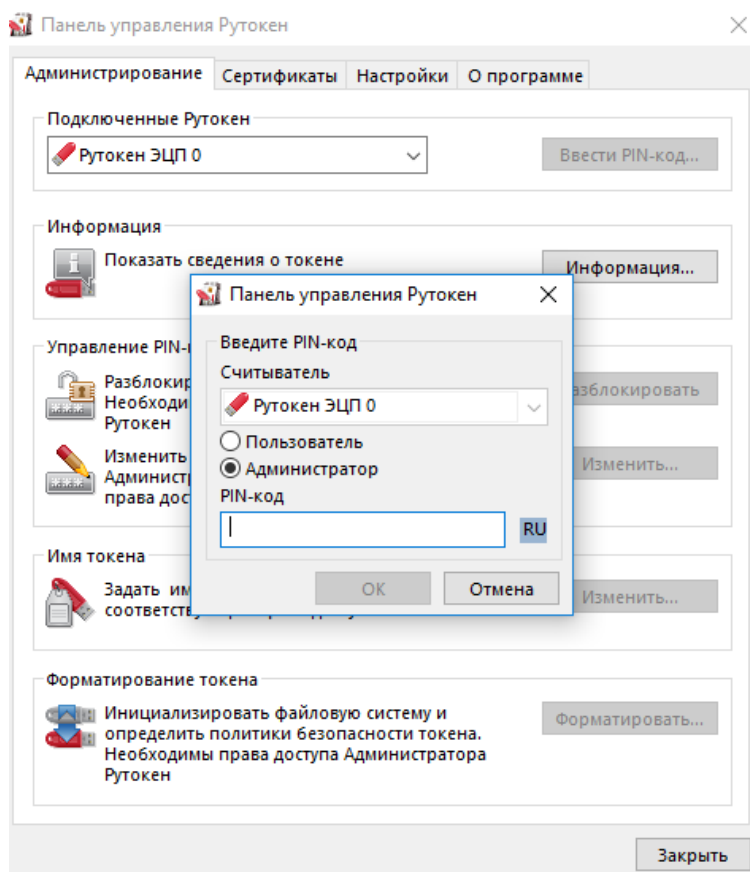 Панель управления Рутокен
Администрирование Сертификаты Настройки О программе
Подключенные Рутокен
Рутокен ЭЦП 0
Ввести PIN-код...
Информация
Показать сведения о токене
Информация...
Управление PIN-
Разблокир
Необходи
Рутокен
азблокировать
Изменить
Админист
права дос
Изменить...
Панель управления Рутокен
Введите PIN-код
Считыватель
Рутокен ЭЦП 0
Пользователь
Администратор
PIN-код
RU
ОК Отмена
Имя токена
Задать им
соответств
Изменить...
Форматирование токена
Инициализировать файловую систему и
определить политики безопасности токена.
Необходимы права доступа Администратора
Рутокен
Форматировать...
Закрыть